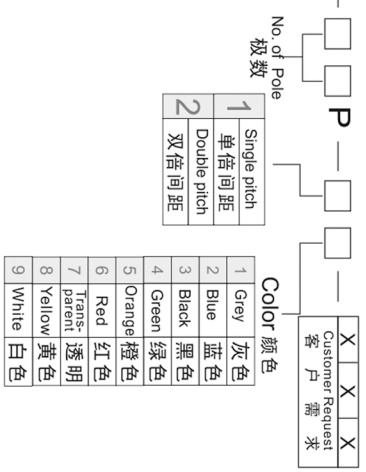 P
No. of Pole
极数
1 Single pitch 单倍间距
2 Double pitch 双倍间距
Color 颜色
1 Grey 灰色
2 Blue 蓝色
3 Black 黑色
4 Green 绿色
5 Orange 橙色
6 Red 红色
7 Trans-parent 透明
8 Yellow 黄色
9 White 白色
X X X
Customer Request
客户需求